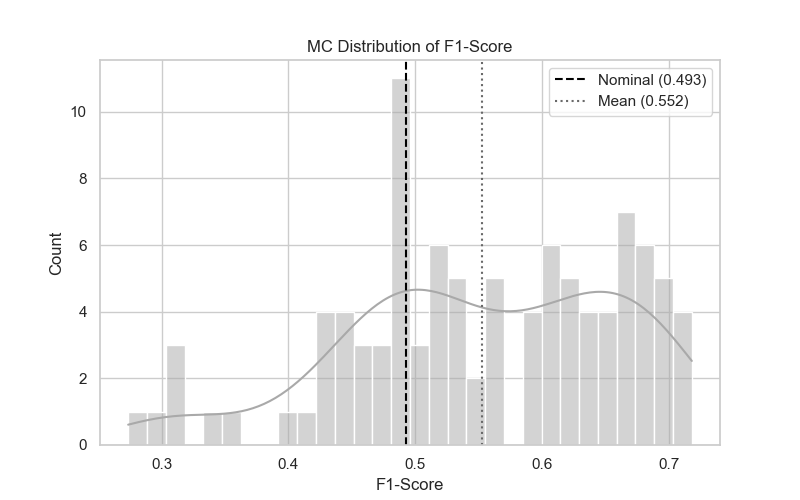 MC Distribution of F1-Score
Nominal (0.493)
Mean (0.552)
Count
10
8
6
4
2
0
0.3 0.4 0.5 0.6 0.7
F1-Score